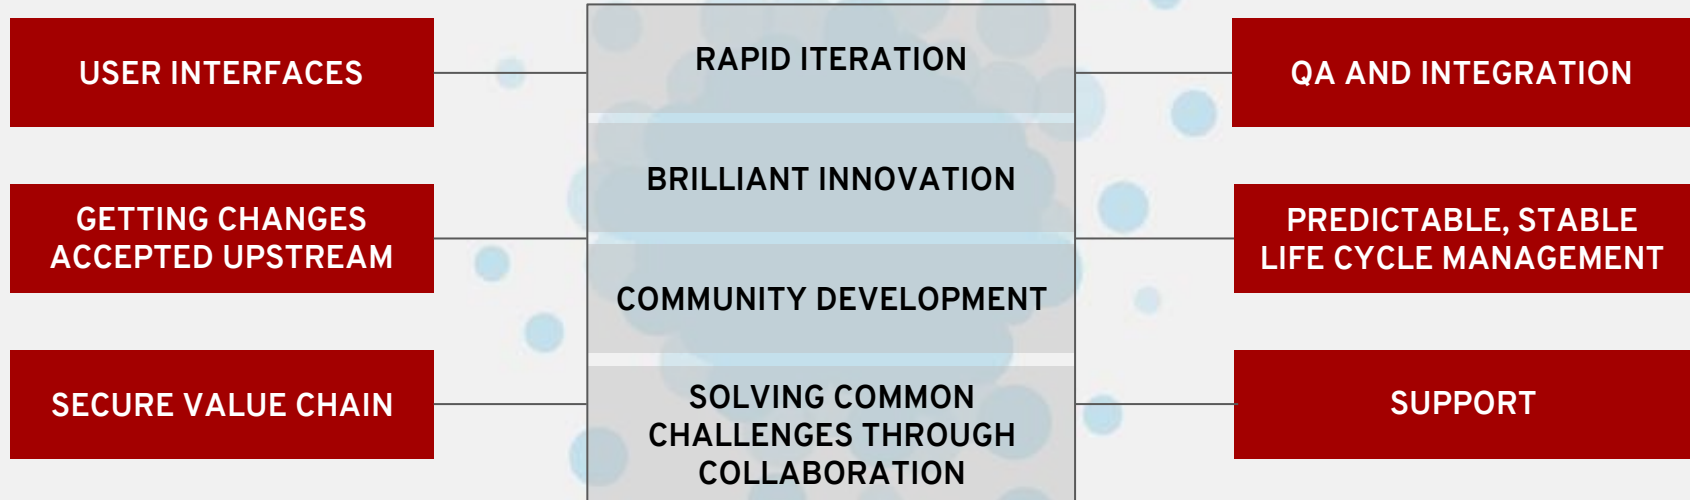 USER INTERFACES
GETTING CHANGES
ACCEPTED UPSTREAM
SECURE VALUE CHAIN
RAPID ITERATION
BRILLIANT INNOVATION
COMMUNITY DEVELOPMENT
SOLVING COMMON
CHALLENGES THROUGH
COLLABORATION
QA AND INTEGRATION
PREDICTABLE, STABLE
LIFE CYCLE MANAGEMENT
SUPPORT